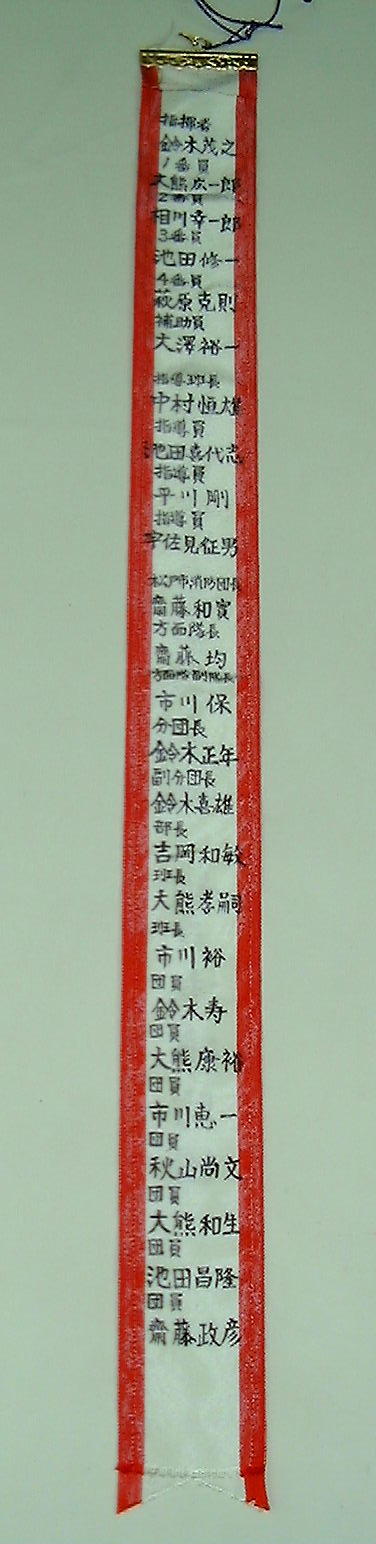 指揮者
鈴木茂之
1番員
大熊広一郎
2番員
相川幸一郎
3番員
池田修一
4番員
萩原克則
補助員
大澤裕一
指導班長
中村恒雄
指導員
池田喜代志
指導員
平川剛
指導員
宇佐見征男
松戸市消防団長
齋藤和寛
方面隊長
齋藤均
方面隊副隊長
市川保
分団長
鈴木正年
副分団長
鈴木喜雄
部長
吉岡和敏
班長
大熊孝嗣
班長
市川裕
団員
鈴木寿
団員
大熊康裕
団員
市川恵一
団員
秋山尚文
団員
大熊和生
団員
池田昌隆
団員
齋藤政彦